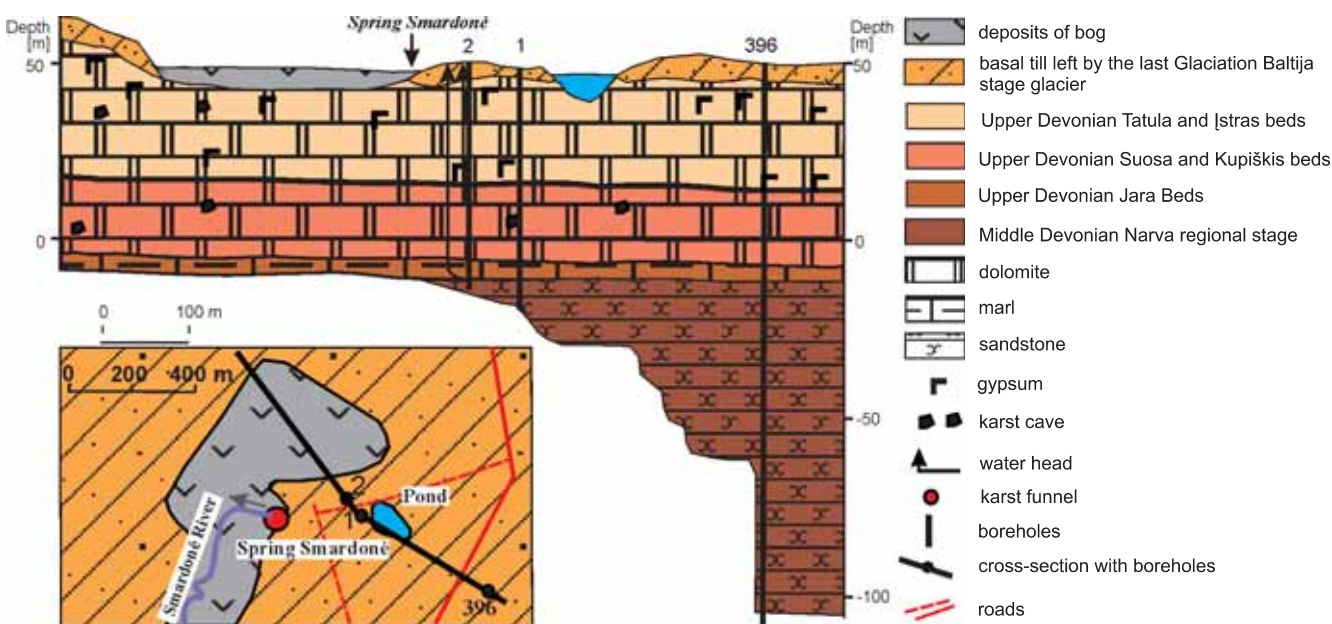 Spring Smardonė
Depth
[m]
2
1
396
Depth
[m]
50
50
0
0
-50
-100
0
100 m
0
200
400 m
2
1
Pond
Spring Smardonė
Smardonė River
396
deposits of bog
basal till left by the last Glaciation Baltija
stage glacier
Upper Devonian Tatula and Įstras beds
Upper Devonian Suosa and Kupiškis beds
Upper Devonian Jara Beds
Middle Devonian Narva regional stage
dolomite
marl
sandstone
gypsum
karst cave
water head
karst funnel
boreholes
cross-section with boreholes
roads